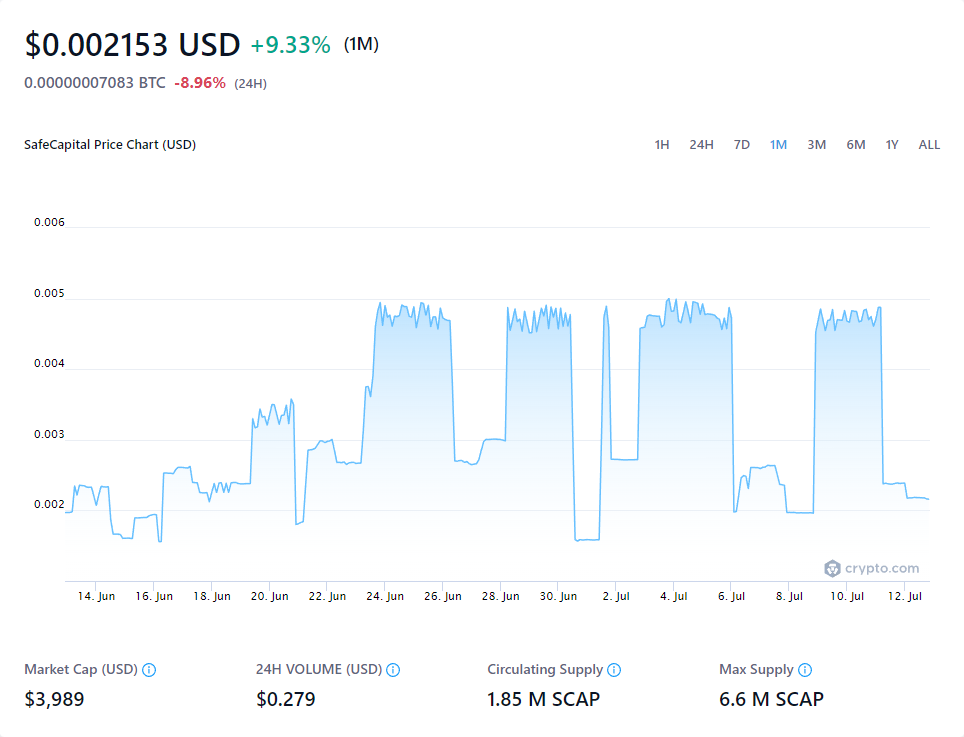 $0.002153 USD +9.33% (1M)
0.00000007083 BTC -8.96% (24H)
SafeCapital Price Chart (USD) 1H 24H 7D 1M 3M 6M 1Y ALL
0.006
0.005
0.004
0.003
0.002
crypto.com
14. Jun 16. Jun 18. Jun 20. Jun 22. Jun 24. Jun 26. Jun 28. Jun 30. Jun 2. Jul 4. Jul 6. Jul 8. Jul 10. Jul 12. Jul
Market Cap (USD) 24H VOLUME (USD) Circulating Supply Max Supply
$3,989 $0.279 1.85 M SCAP 6.6 M SCAP